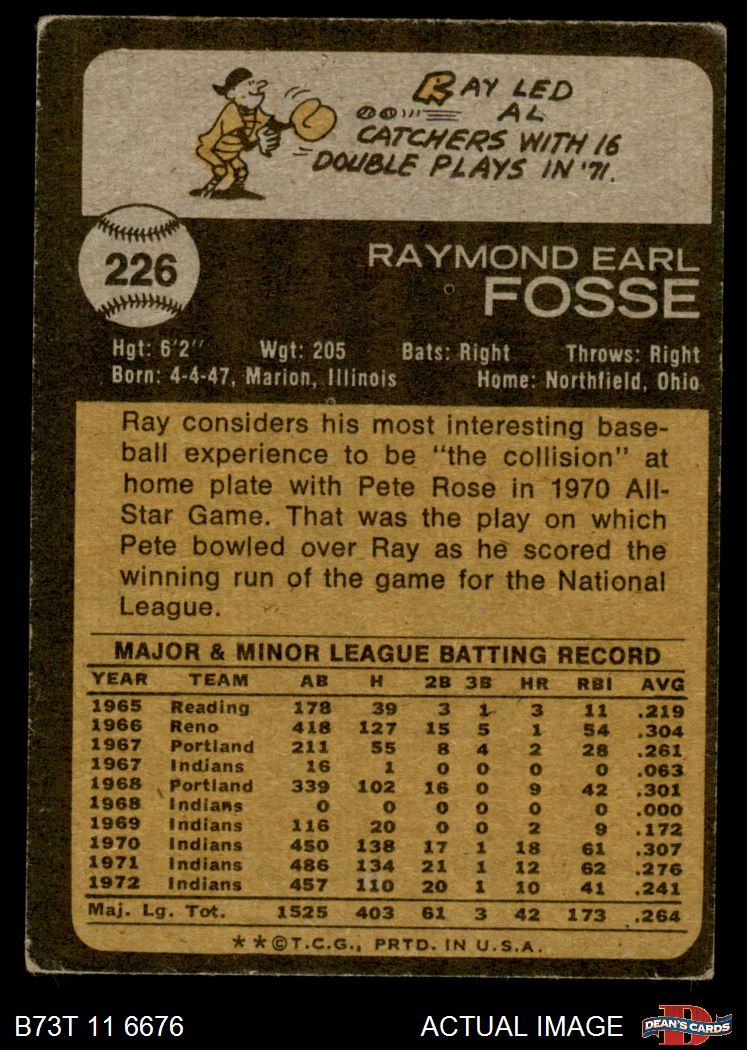 RAY LED
AL
CATCHERS WITH 16
DOUBLE PLAYS IN '71.
226
RAYMOND EARL
FOSSE
Hgt: 6'2" Wgt: 205 Bats: Right Throws: Right
Born: 4-4-47, Marion, Illinois Home: Northfield, Ohio
Ray considers his most interesting base-
ball experience to be "the collision" at
home plate with Pete Rose in 1970 All-
Star Game. That was the play on which
Pete bowled over Ray as he scored the
winning run of the game for the National
League.
MAJOR & MINOR LEAGUE BATTING RECORD
YEAR TEAM AB H 2B 3B HR RBI AVG
1965 Reading 178 39 3 1 3 11 .219
1966 Reno 418 127 15 5 1 54 .304
1967 Portland 211 55 8 4 2 28 .261
1967 Indians 16 1 0 0 0 0 .063
1968 Portland 339 102 16 0 9 42 .301
1968 Indians 0 0 0 0 0 0 .000
1969 Indians 116 20 0 0 2 9 .172
1970 Indians 450 138 17 1 18 61 .307
1971 Indians 486 134 21 1 12 62 .276
1972 Indians 457 110 20 1 10 41 .241
Maj. Lg. Tot. 1525 403 61 3 42 173 .264
**©T.C.G., PRTD. IN U.S.A.
B73T 11 6676 ACTUAL IMAGE DEAN'S CARDS